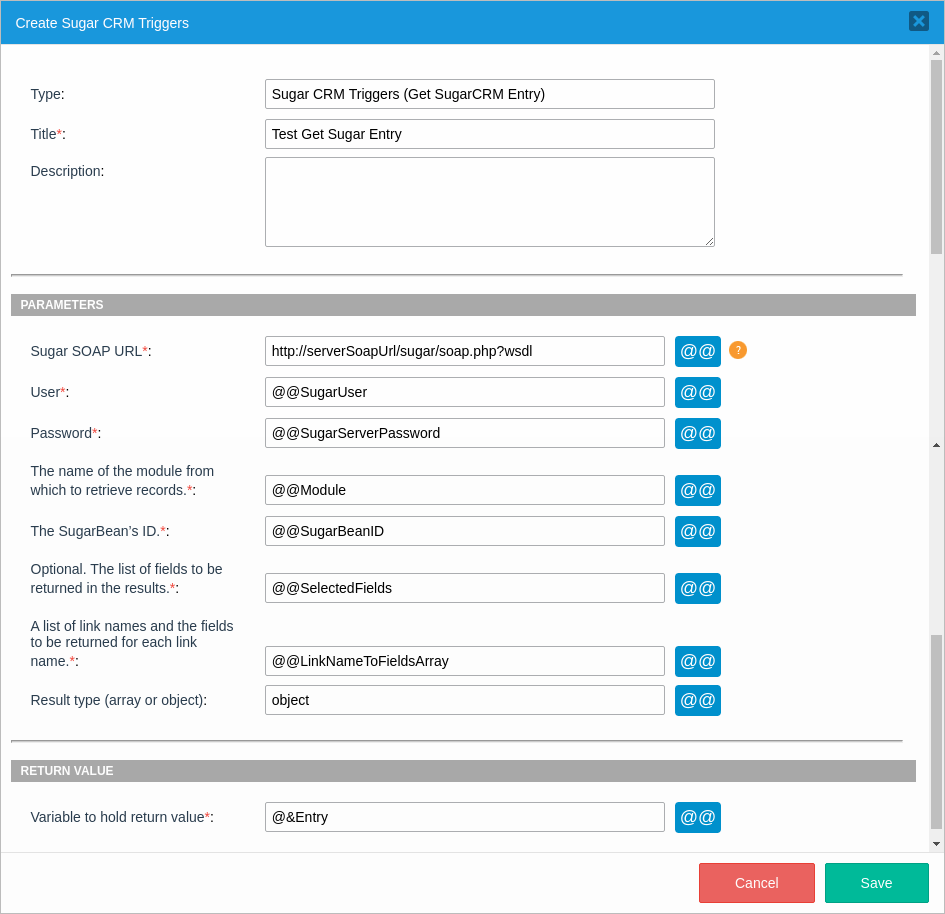 Create Sugar CRM Triggers
Type: Sugar CRM Triggers (Get SugarCRM Entry)
Title*: Test Get Sugar Entry
Description:
PARAMETERS
Sugar SOAP URL*: http://serverSoapUrl/sugar/soap.php?wsdl @@ ?
User*: @@SugarUser @@
Password*: @@SugarServerPassword @@
The name of the module from
which to retrieve records.*: @@Module @@
The SugarBean’s ID.*: @@SugarBeanID @@
Optional. The list of fields to be
returned in the results.*: @@SelectedFields @@
A list of link names and the fields
to be returned for each link
name.*: @@LinkNameToFieldsArray @@
Result type (array or object): object @@
RETURN VALUE
Variable to hold return value*: @&Entry @@
Cancel Save